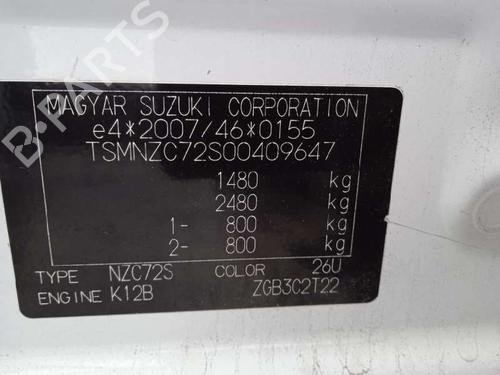 MAGYAR SUZUKI CORPORATION
e4*2007/46*0155
TSMNZC72S00409647
1480 kg
2480 kg
1- 800 kg
2- 800 kg
TYPE NZC72S COLOR 26U
ENGINE K12B ZGB3C2T22
B-PARTS